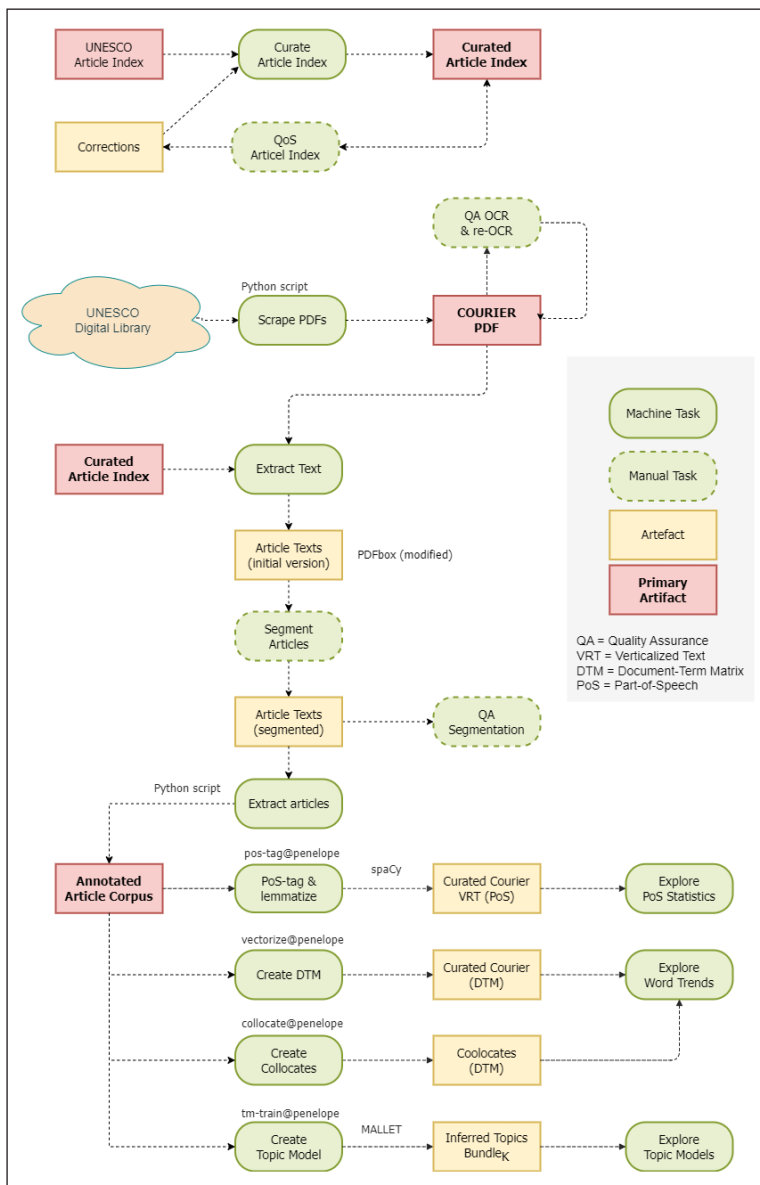 UNESCO
Article Index
Curate
Article Index
Curated
Article Index
Corrections
QoS
Articel Index
QA OCR
& re-OCR
Python script
UNESCO
Digital Library
Scrape PDFs
COURIER
PDF
Machine Task
Curated
Article Index
Extract Text
Manual Task
Article Texts
(initial version)
PDFbox (modified)
Artefact
Primary
Artifact
Segment
Articles
QA = Quality Assurance
VRT = Verticalized Text
DTM = Document-Term Matrix
PoS = Part-of-Speech
Article Texts
(segmented)
QA
Segmentation
Python script
Extract articles
pos-tag@penelope
spaCy
Annotated
Article Corpus
PoS-tag &
lemmatize
Curated Courier
VRT (PoS)
Explore
PoS Statistics
vectorize@penelope
Create DTM
Curated Courier
(DTM)
Explore
Word Trends
collocate@penelope
Create
Collocates
Coolocates
(DTM)
tm-train@penelope
MALLET
Create
Topic Model
Inferred Topics
BundleK
Explore
Topic Models